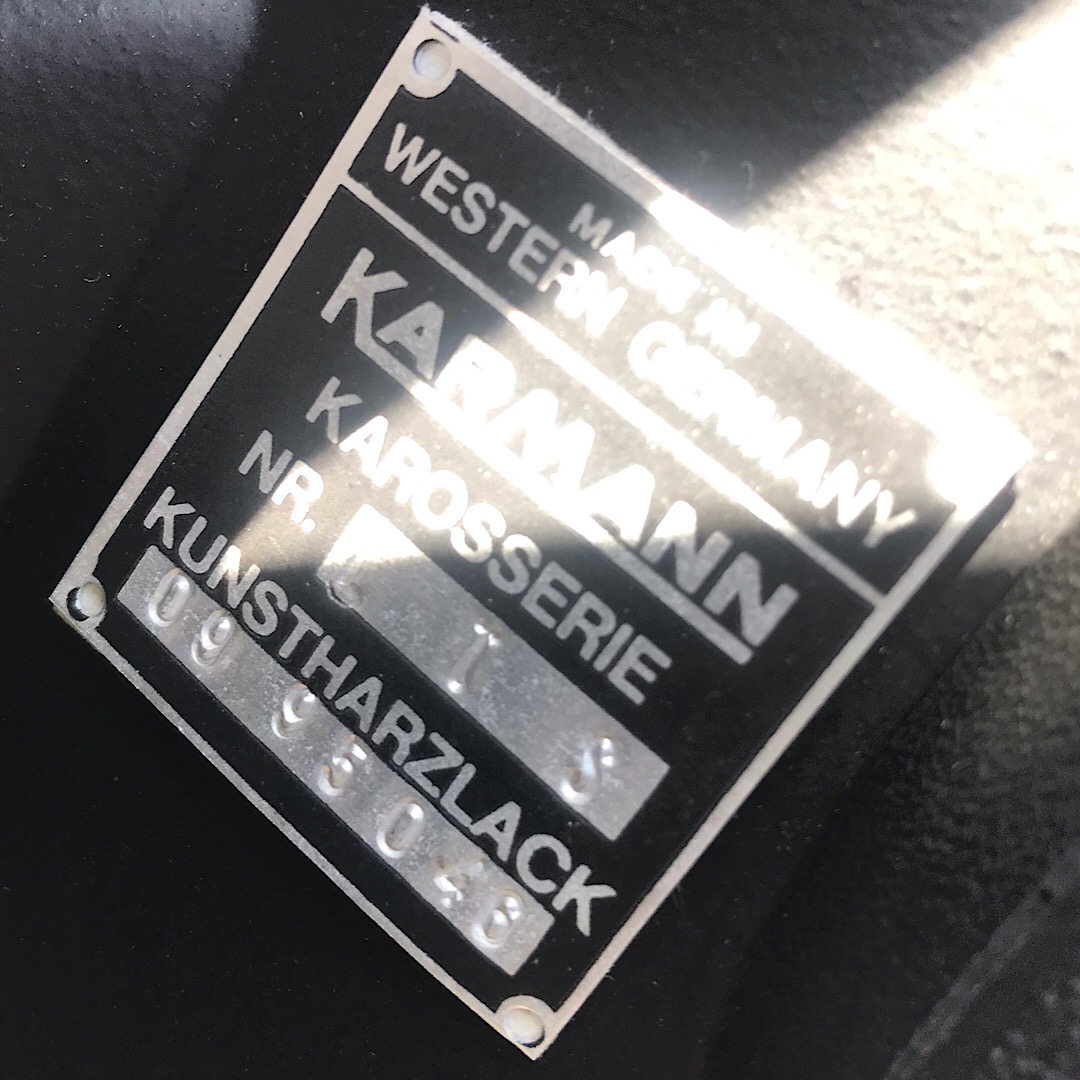 MADE IN
WESTERN GERMANY
KARMANN
KAROSSERIE
NR.
KUNSTHARZLACK